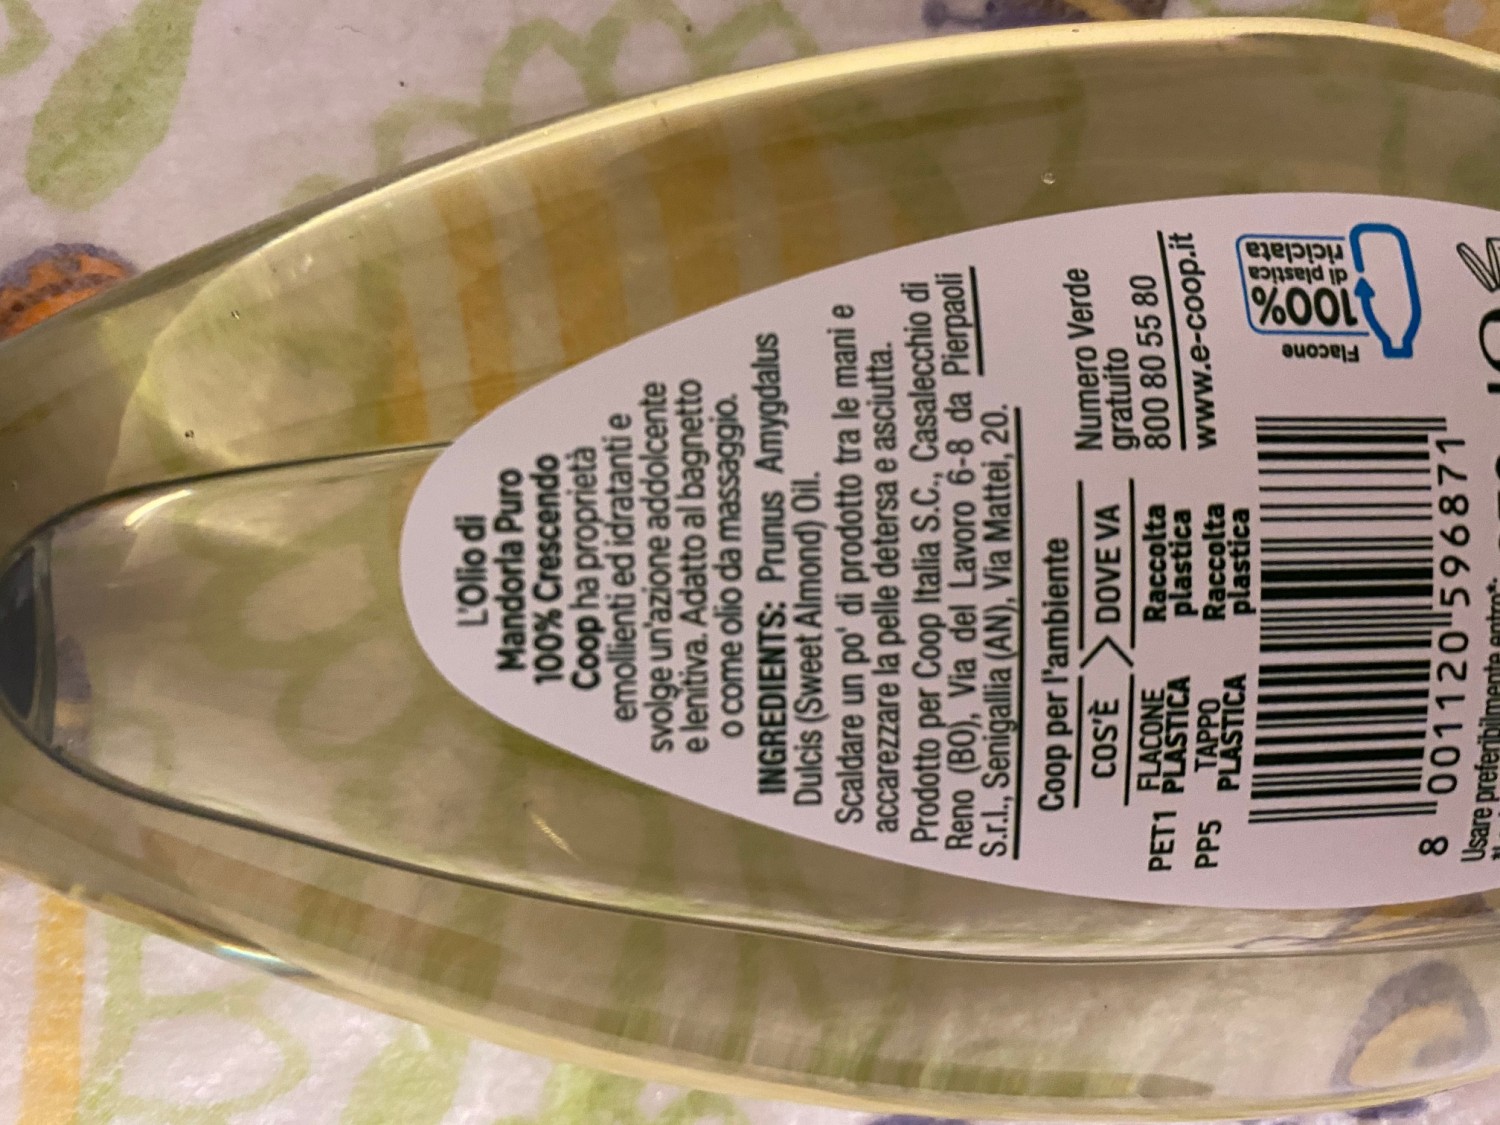 L'Olio di
Mandorla Puro
100% Crescendo
Coop ha proprietà
emollienti ed idratanti e
svolge un'azione addolcente
e lenitiva. Adatto al bagnetto
o come olio da massaggio.
INGREDIENTS: Prunus Amygdalus
Dulcis (Sweet Almond) Oil.
Scaldare un po' di prodotto tra le mani e
accarezzare la pelle detersa e asciutta.
Prodotto per Coop Italia S.C., Casalecchio di
Reno (BO), Via del Lavoro 6-8 da Pierpaoli
S.r.l., Senigallia (AN), Via Mattei, 20.
Coop per l'ambiente
COS'È DOVE VA
PET1 FLACONE PLASTICA Raccolta plastica
PP5 TAPPO PLASTICA Raccolta plastica
Numero Verde
gratuito
800 80 55 80
www.e-coop.it
Flacone
100%
di plastica
riciclata
8 001120 596871
Usare preferibilmente entro*: